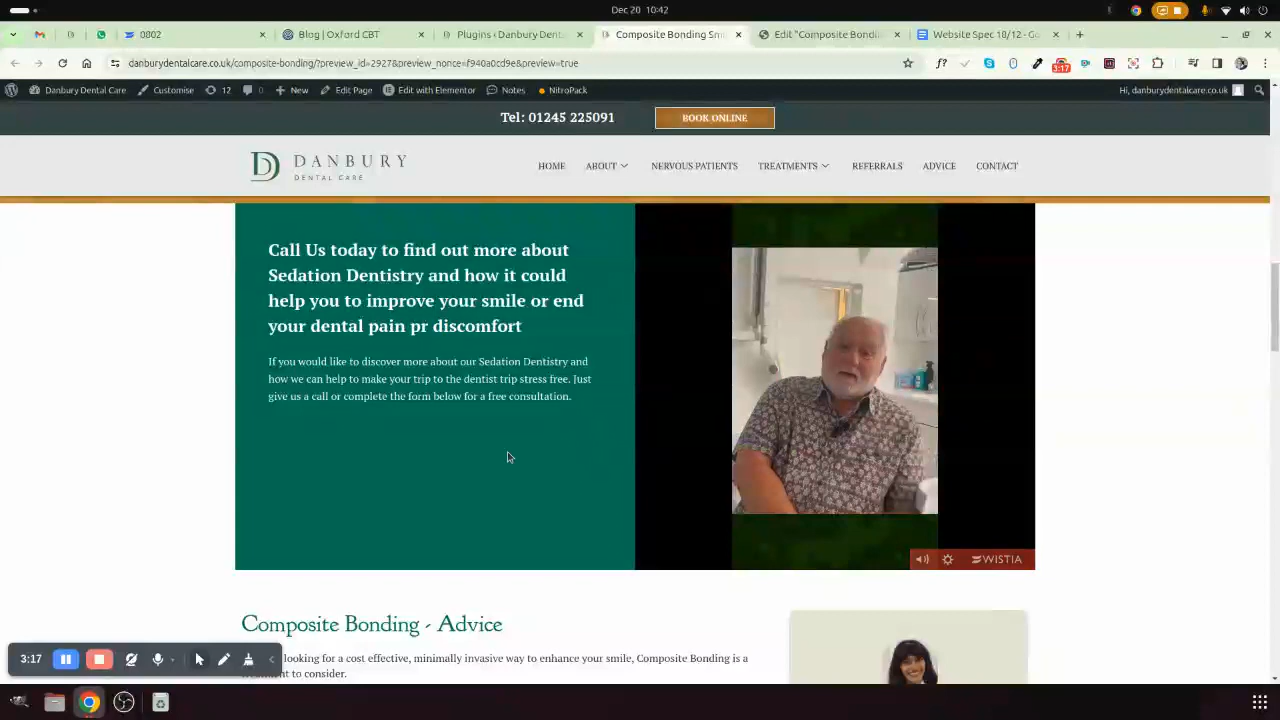 Dec 20 10:42
0802
Blog | Oxford CBT
Plugins ‹ Danbury Dent
Composite Bonding Sm
Edit "Composite Bonding
Website Spec 18/12 - Go
danburydentalcare.co.uk/composite-bonding/?preview_id=2927&preview_nonce=f940a0cd9e&preview=true
3:17
Danbury Dental Care
Customise
12
0
New
Edit Page
Edit with Elementor
Notes
NitroPack
Hi, danburydentalcare.co.uk
Tel: 01245 225091
BOOK ONLINE
D DANBURY
DENTAL CARE
HOME
ABOUT
NERVOUS PATIENTS
TREATMENTS
REFERRALS
ADVICE
CONTACT
Call Us today to find out more about
Sedation Dentistry and how it could
help you to improve your smile or end
your dental pain pr discomfort
If you would like to discover more about our Sedation Dentistry and
how we can help to make your trip to the dentist trip stress free. Just
give us a call or complete the form below for a free consultation.
WISTIA
Composite Bonding - Advice
looking for a cost effective, minimally invasive way to enhance your smile, Composite Bonding is a
to consider.
3:17